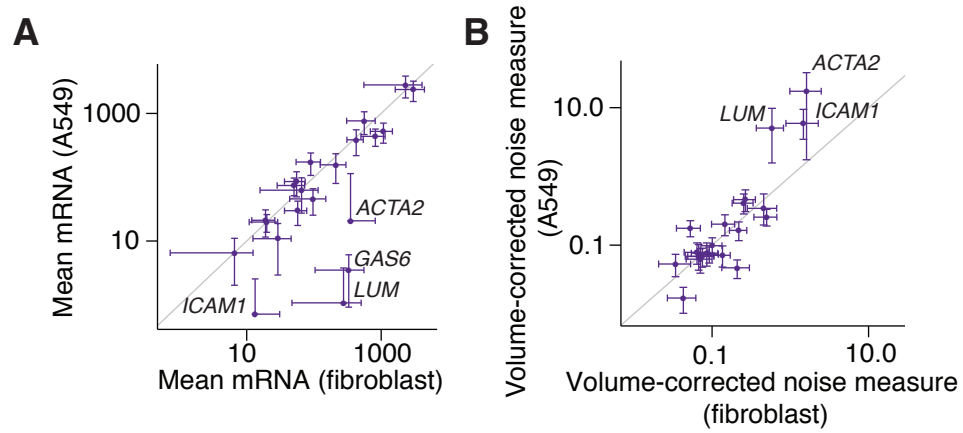 A
Mean mRNA (A549)
1000
10
ACTA2
GAS6
LUM
ICAM1
10
1000
Mean mRNA (fibroblast)
B
Volume-corrected noise measure
(A549)
10.0
0.1
ACTA2
LUM
ICAM1
0.1
10.0
Volume-corrected noise measure
(fibroblast)